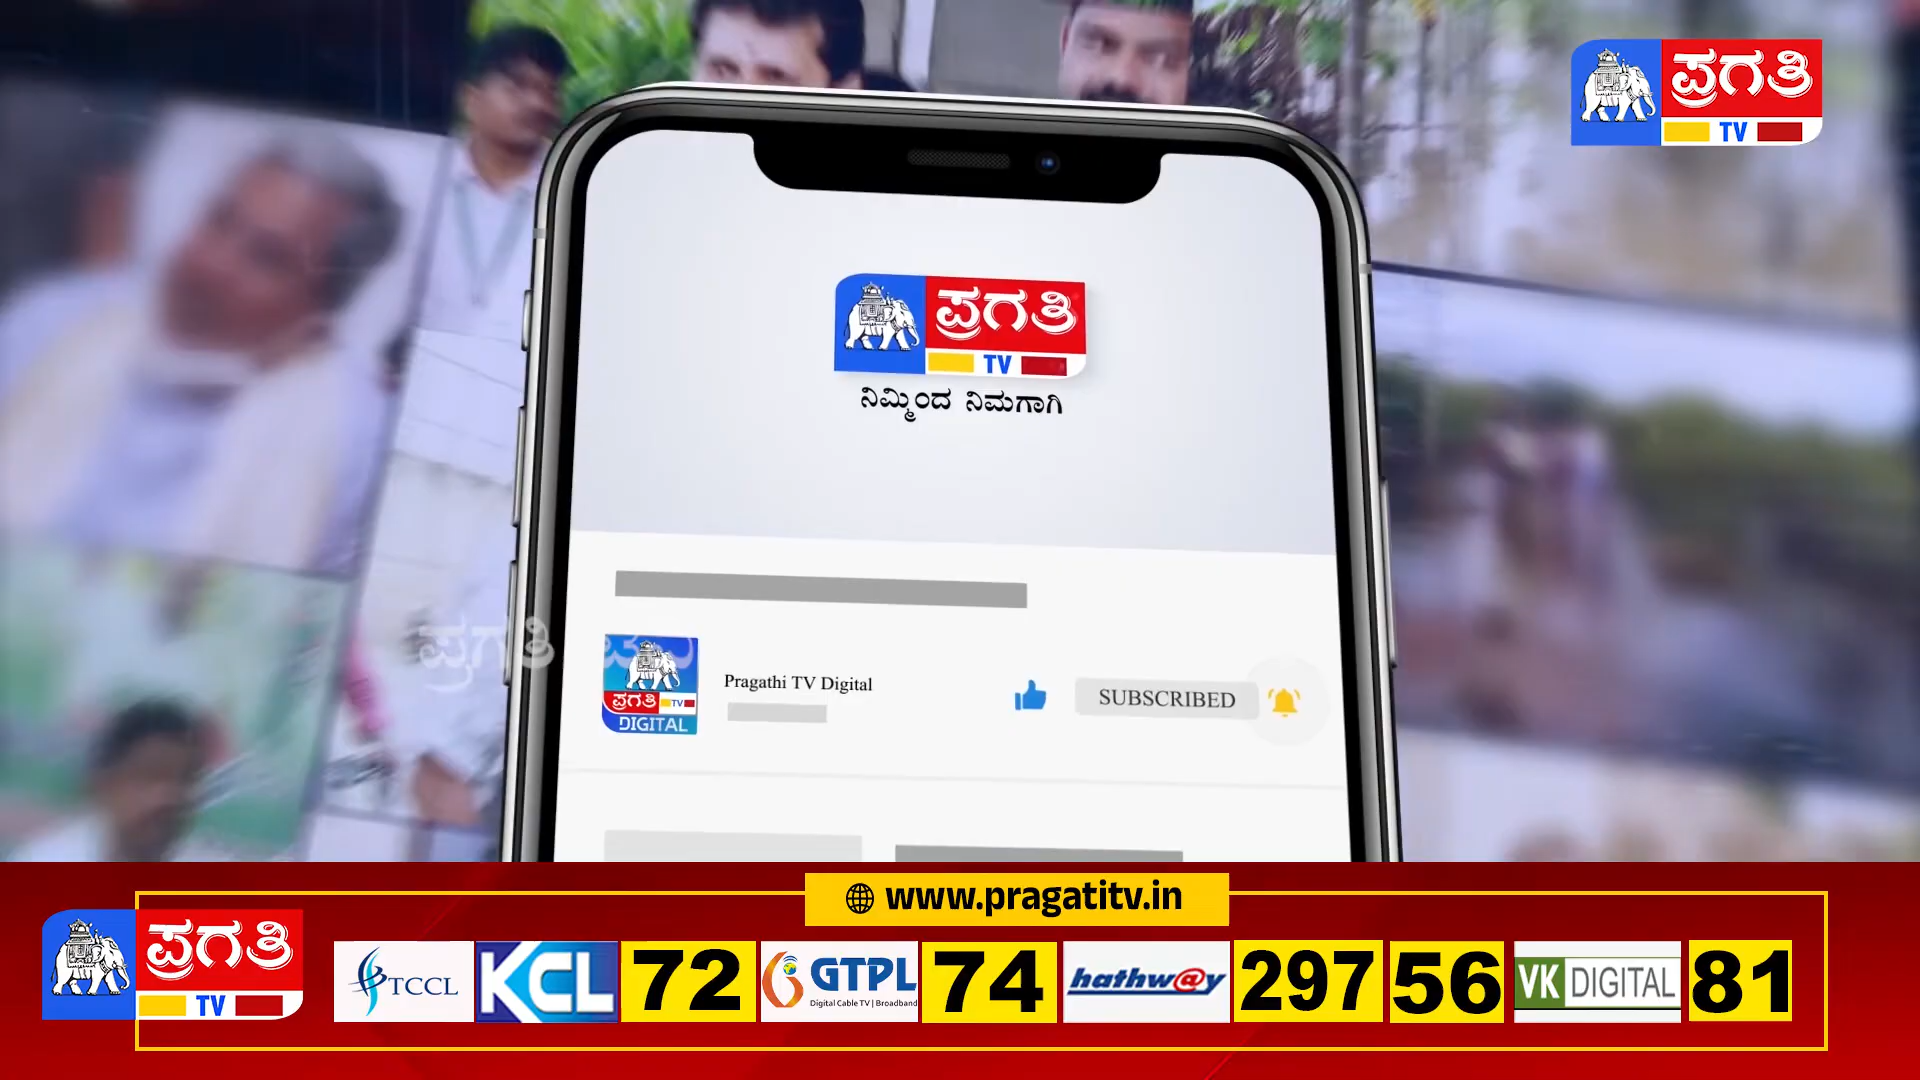 ಪ್ರಗತಿ
TV
ಪ್ರಗತಿ
TV
ನಿಮ್ಮಿಂದ ನಿಮಗಾಗಿ
ಪ್ರಗತಿ
ಪ್ರಗತಿ TV
DIGITAL
Pragathi TV Digital
SUBSCRIBED
www.pragatitv.in
ಪ್ರಗತಿ
TV
TCCL KCL 72 GTPL 74 hathw@y 297 56 VK DIGITAL 81
Digital Cable TV | Broadband